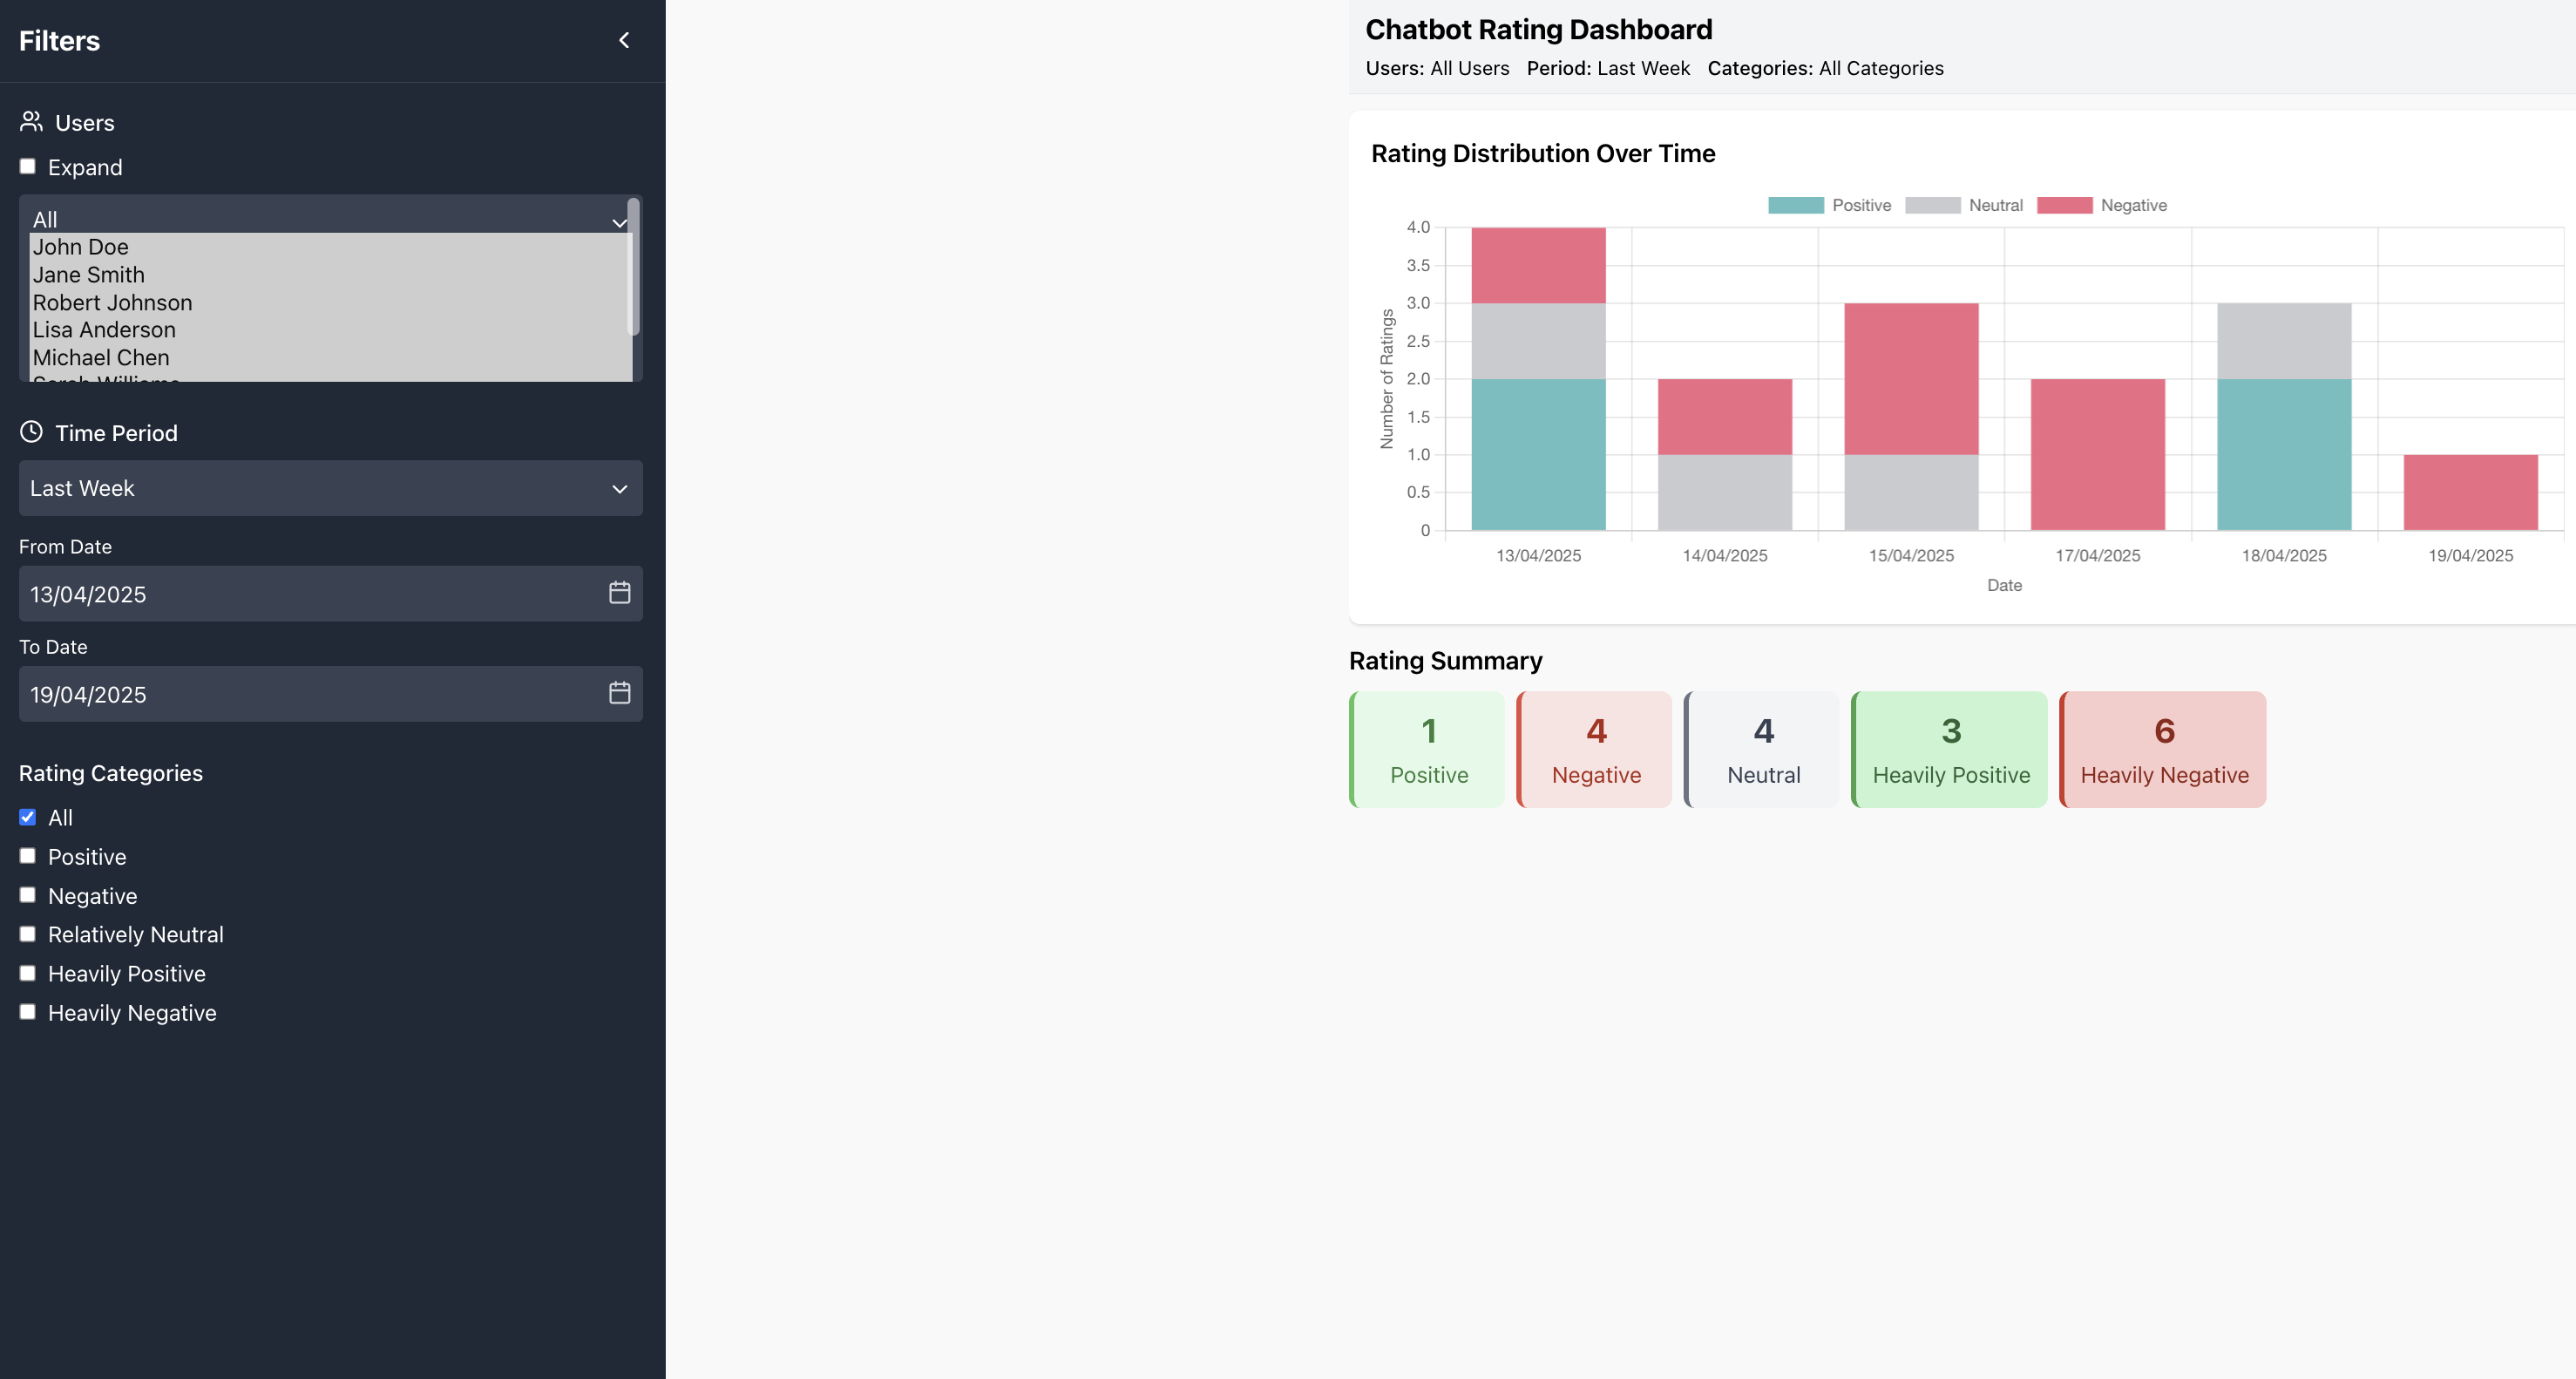 Filters
Users
Expand
All
John Doe
Jane Smith
Robert Johnson
Lisa Anderson
Michael Chen
Time Period
Last Week
From Date
13/04/2025
To Date
19/04/2025
Rating Categories
All
Positive
Negative
Relatively Neutral
Heavily Positive
Heavily Negative
Chatbot Rating Dashboard
Users: All Users Period: Last Week Categories: All Categories
Rating Distribution Over Time
Positive Neutral Negative
Number of Ratings
4.0
3.5
3.0
2.5
2.0
1.5
1.0
0.5
0
13/04/2025 14/04/2025 15/04/2025 17/04/2025 18/04/2025 19/04/2025
Date
Rating Summary
1 4 4 3 6
Positive Negative Neutral Heavily Positive Heavily Negative